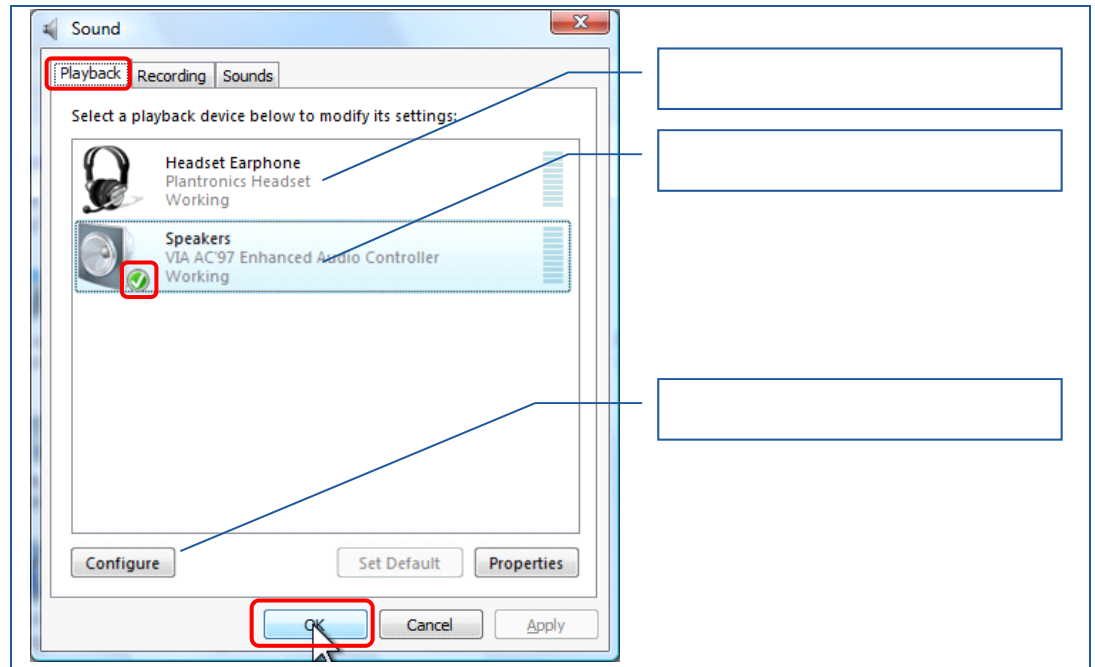 Sound
Playback Recording Sounds
Select a playback device below to modify its settings:
Headset Earphone
Plantronics Headset
Working
Speakers
VIA AC'97 Enhanced Audio Controller
Working
Configure Set Default Properties
OK Cancel Apply